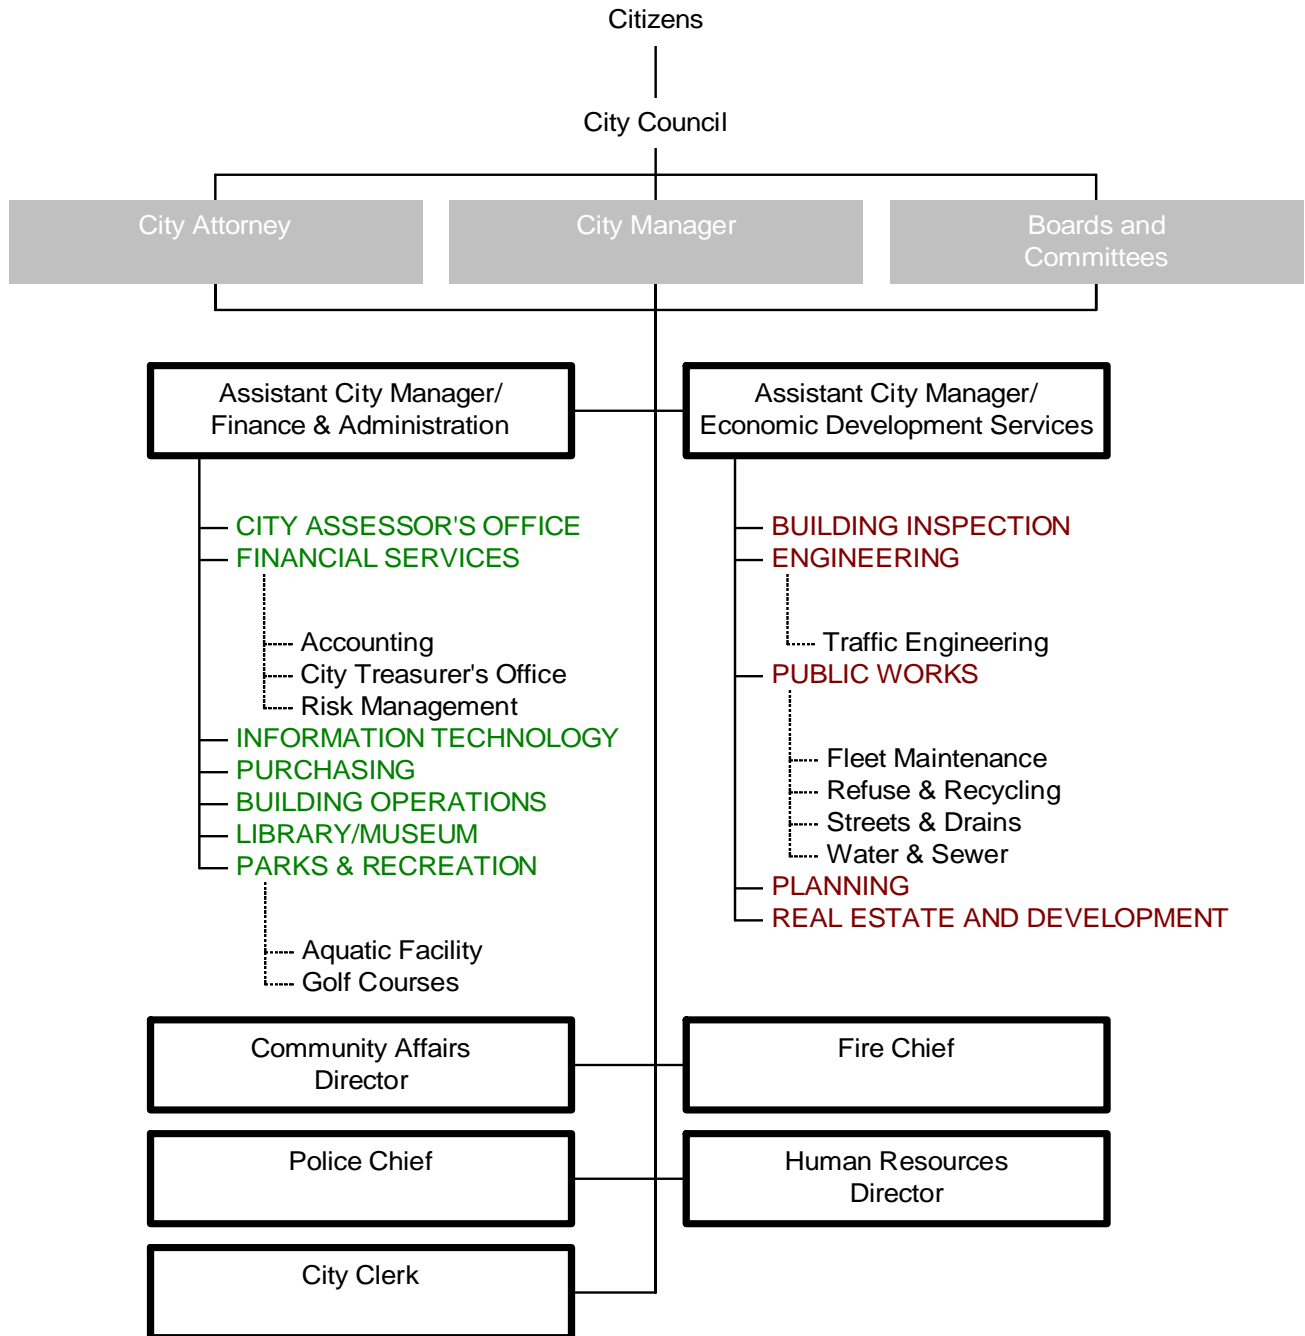 Citizens
City Council
City Attorney
City Manager
Boards and
Committees
Assistant City Manager/
Finance & Administration
Assistant City Manager/
Economic Development Services
CITY ASSESSOR'S OFFICE
FINANCIAL SERVICES
Accounting
City Treasurer's Office
Risk Management
INFORMATION TECHNOLOGY
PURCHASING
BUILDING OPERATIONS
LIBRARY/MUSEUM
PARKS & RECREATION
Aquatic Facility
Golf Courses
BUILDING INSPECTION
ENGINEERING
Traffic Engineering
PUBLIC WORKS
Fleet Maintenance
Refuse & Recycling
Streets & Drains
Water & Sewer
PLANNING
REAL ESTATE AND DEVELOPMENT
Community Affairs
Director
Fire Chief
Police Chief
Human Resources
Director
City Clerk